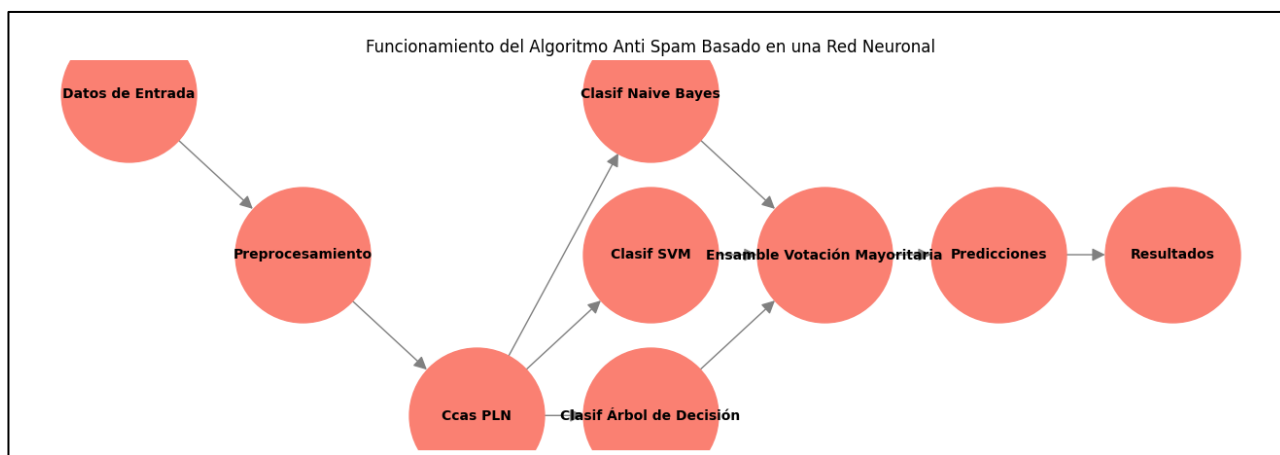 Funcionamiento del Algoritmo Anti Spam Basado en una Red Neuronal
Datos de Entrada
Clasif Naive Bayes
Preprocesamiento
Clasif SVM
Ensamble Votación Mayoritaria
Predicciones
Resultados
Ccas PLN
Clasif Árbol de Decisión